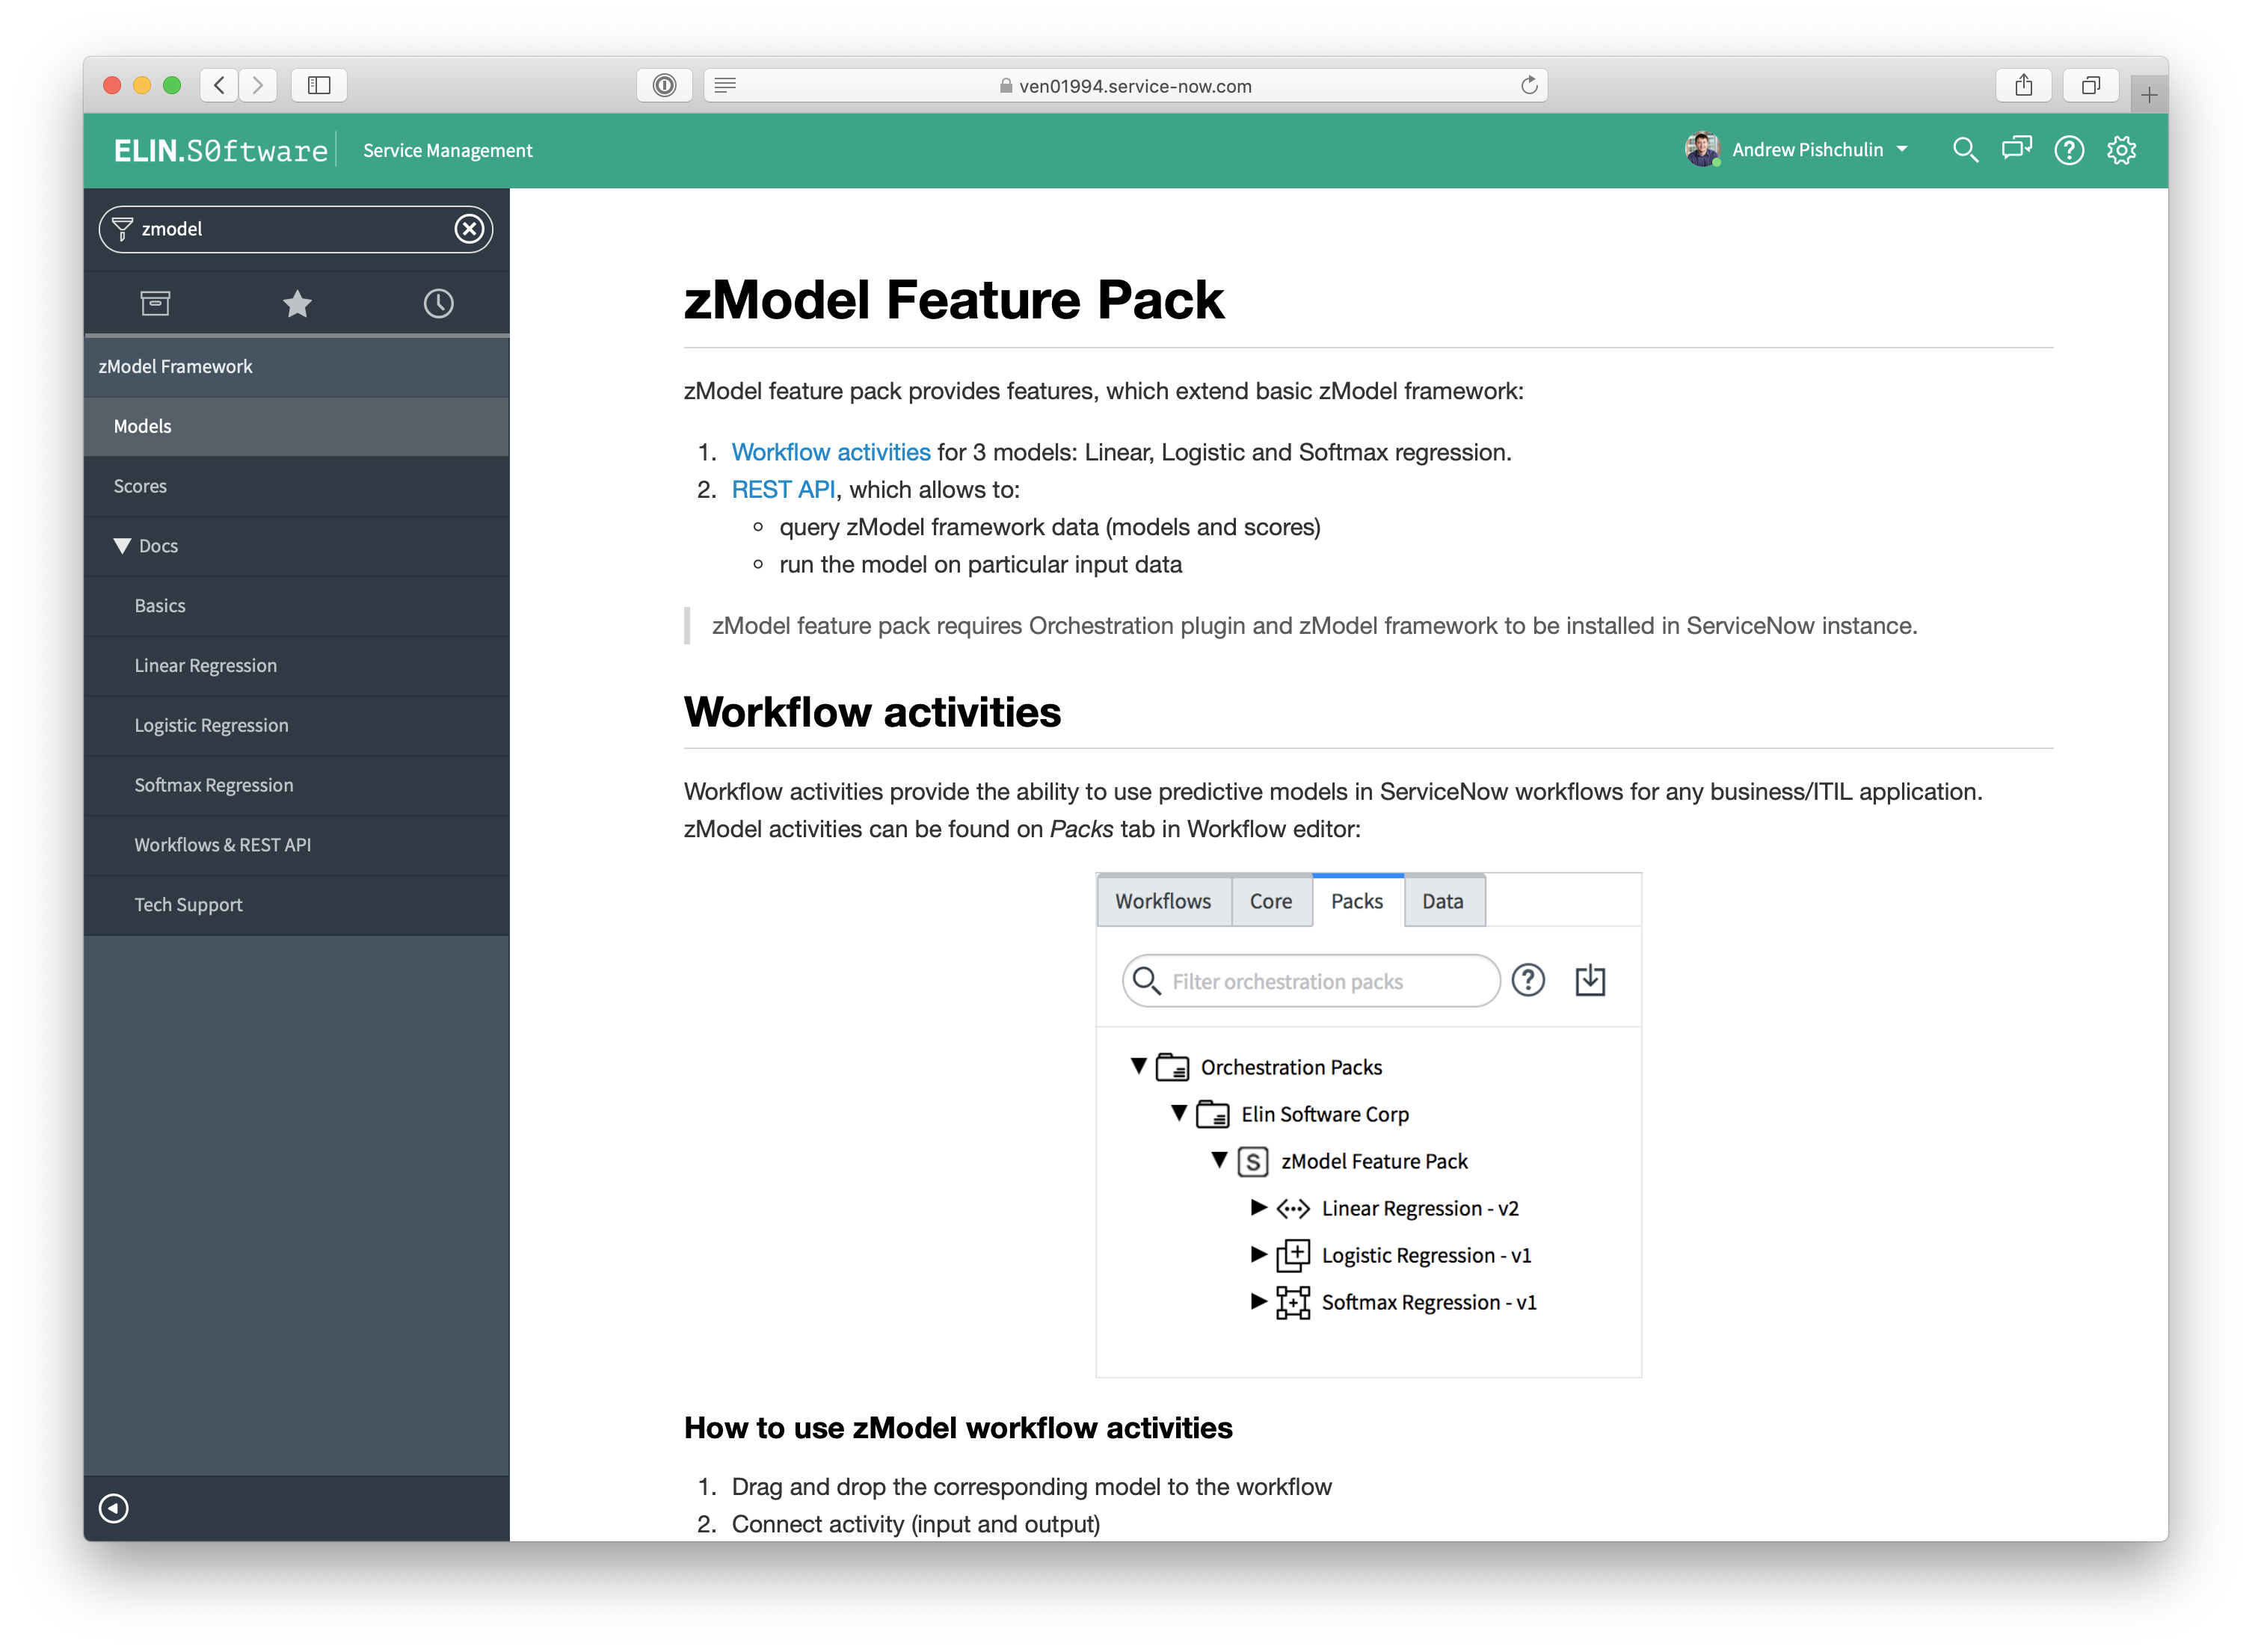 ven01994.service-now.com
ELIN.S0ftware
Service Management
Andrew Pishchulin
zmodel
zModel Framework
Models
Scores
Docs
Basics
Linear Regression
Logistic Regression
Softmax Regression
Workflows & REST API
Tech Support
zModel Feature Pack
zModel feature pack provides features, which extend basic zModel framework:
1. Workflow activities for 3 models: Linear, Logistic and Softmax regression.
2. REST API, which allows to:
query zModel framework data (models and scores)
run the model on particular input data
zModel feature pack requires Orchestration plugin and zModel framework to be installed in ServiceNow instance.
Workflow activities
Workflow activities provide the ability to use predictive models in ServiceNow workflows for any business/ITIL application.
zModel activities can be found on Packs tab in Workflow editor:
Workflows Core Packs Data
Filter orchestration packs
Orchestration Packs
Elin Software Corp
S zModel Feature Pack
Linear Regression - v2
Logistic Regression - v1
Softmax Regression - v1
How to use zModel workflow activities
1. Drag and drop the corresponding model to the workflow
2. Connect activity (input and output)